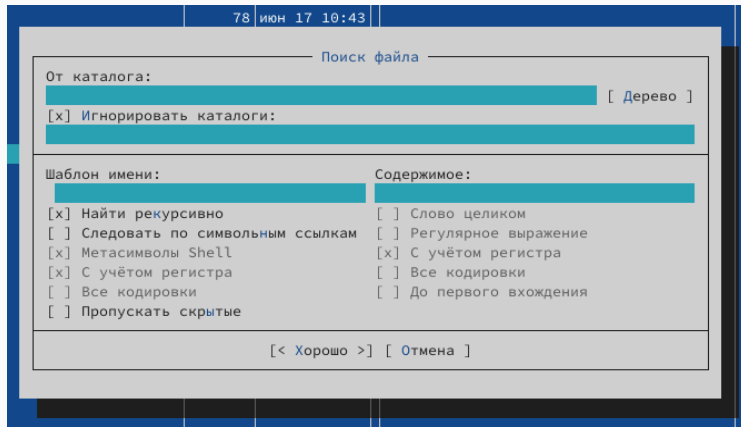 78 июн 17 10:43
Поиск файла
От каталога:
[ Дерево ]
[x] Игнорировать каталоги:
Шаблон имени:
Содержимое:
[x] Найти рекурсивно
[ ] Слово целиком
[ ] Следовать по символьным ссылкам
[ ] Регулярное выражение
[x] Метасимволы Shell
[x] С учётом регистра
[x] С учётом регистра
[ ] Все кодировки
[ ] Все кодировки
[ ] До первого вхождения
[ ] Пропускать скрытые
[< Хорошо >] [ Отмена ]